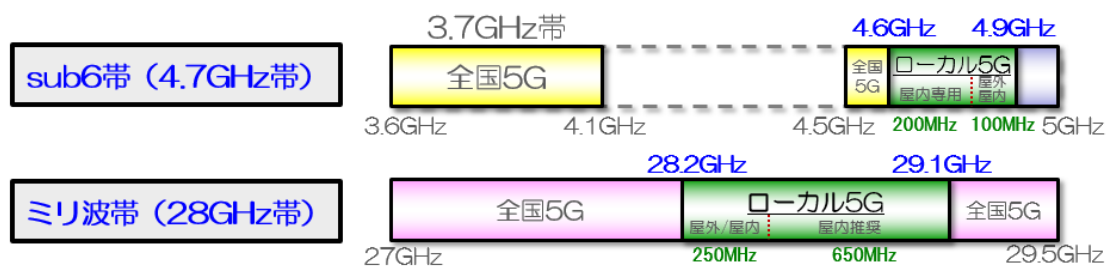 3.7GHz帯
4.6GHz 4.9GHz
sub6帯（4.7GHz帯）
全国5G
全国
5G
ローカル5G
屋内専用
屋外
屋内
3.6GHz 4.1GHz 4.5GHz 200MHz 100MHz 5GHz
28.2GHz 29.1GHz
ミリ波帯（28GHz帯）
全国5G ローカル5G 全国5G
屋外/屋内 屋内推奨
27GHz 250MHz 650MHz 29.5GHz